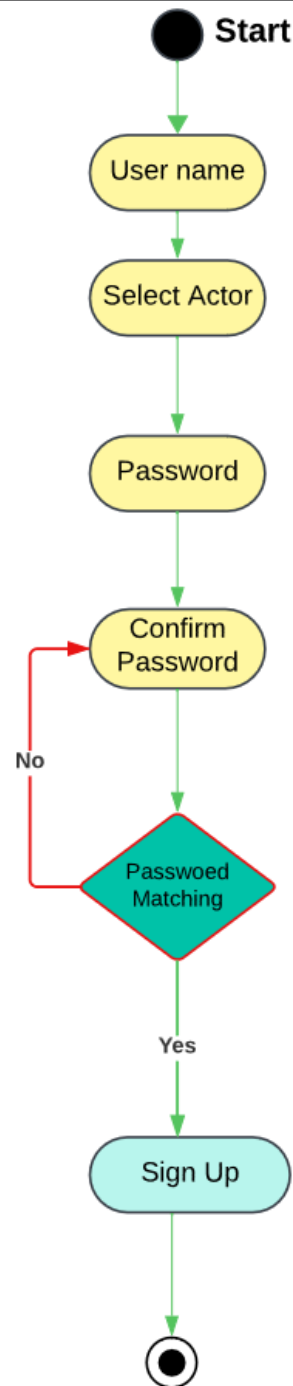 Start
User name
Select Actor
Password
Confirm
Password
No
Passwoed
Matching
Yes
Sign Up